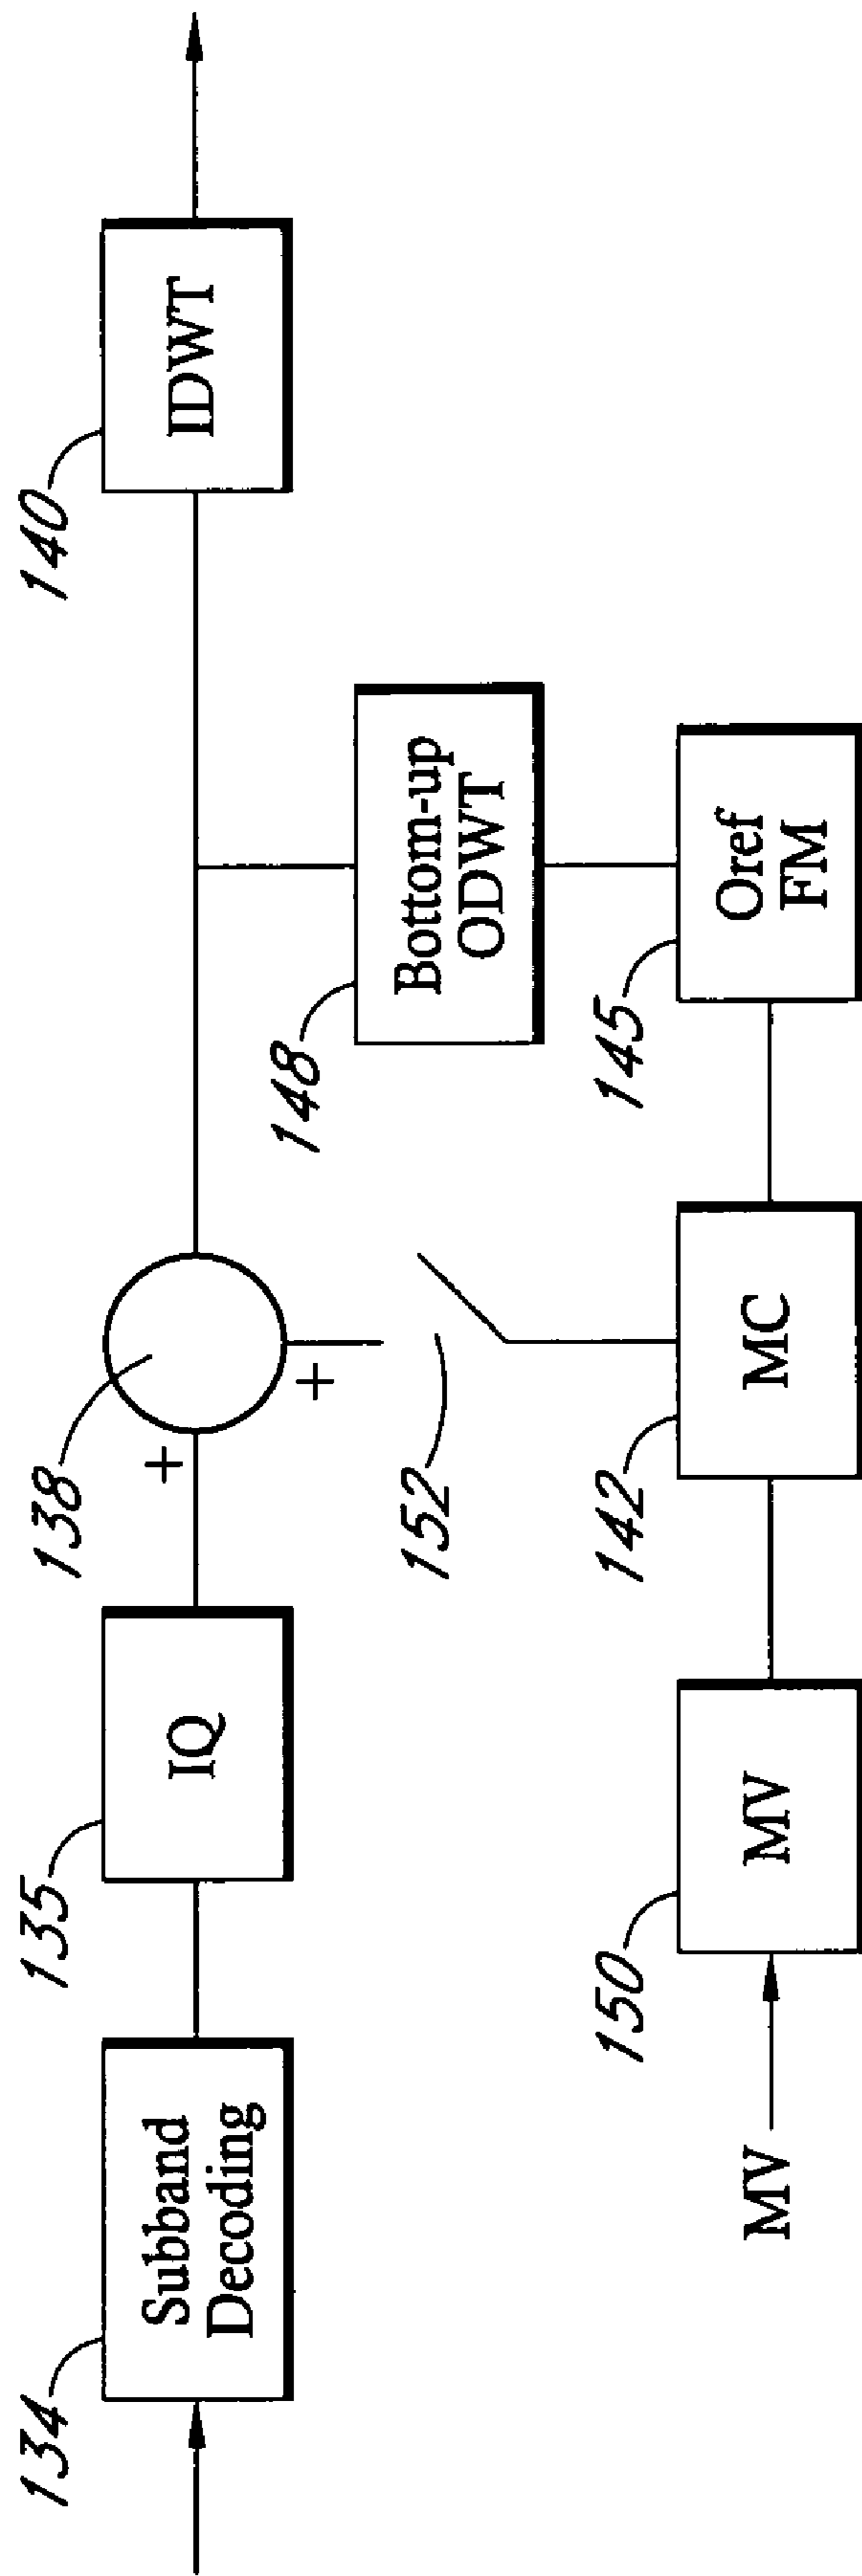 134
Subband
Decoding
135
IQ
138
+
+
140
IDWT
152
148
Bottom-up
ODWT
MV
150
MV
142
MC
145
Oref
FM